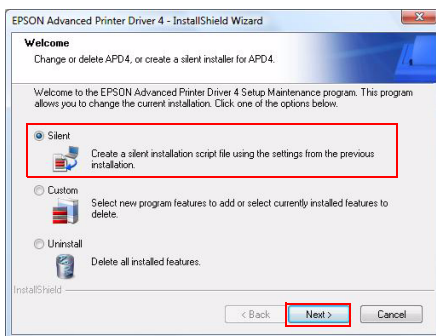 EPSON Advanced Printer Driver 4 - InstallShield Wizard
Welcome
Change or delete APD4, or create a silent installer for APD4.
Welcome to the EPSON Advanced Printer Driver 4 Setup Maintenance program. This program
allows you to change the current installation. Click one of the options below.
Silent
Create a silent installation script file using the settings from the previous
installation.
Custom
Select new program features to add or select currently installed features to
delete.
Uninstall
Delete all installed features.
InstallShield
< Back Next > Cancel